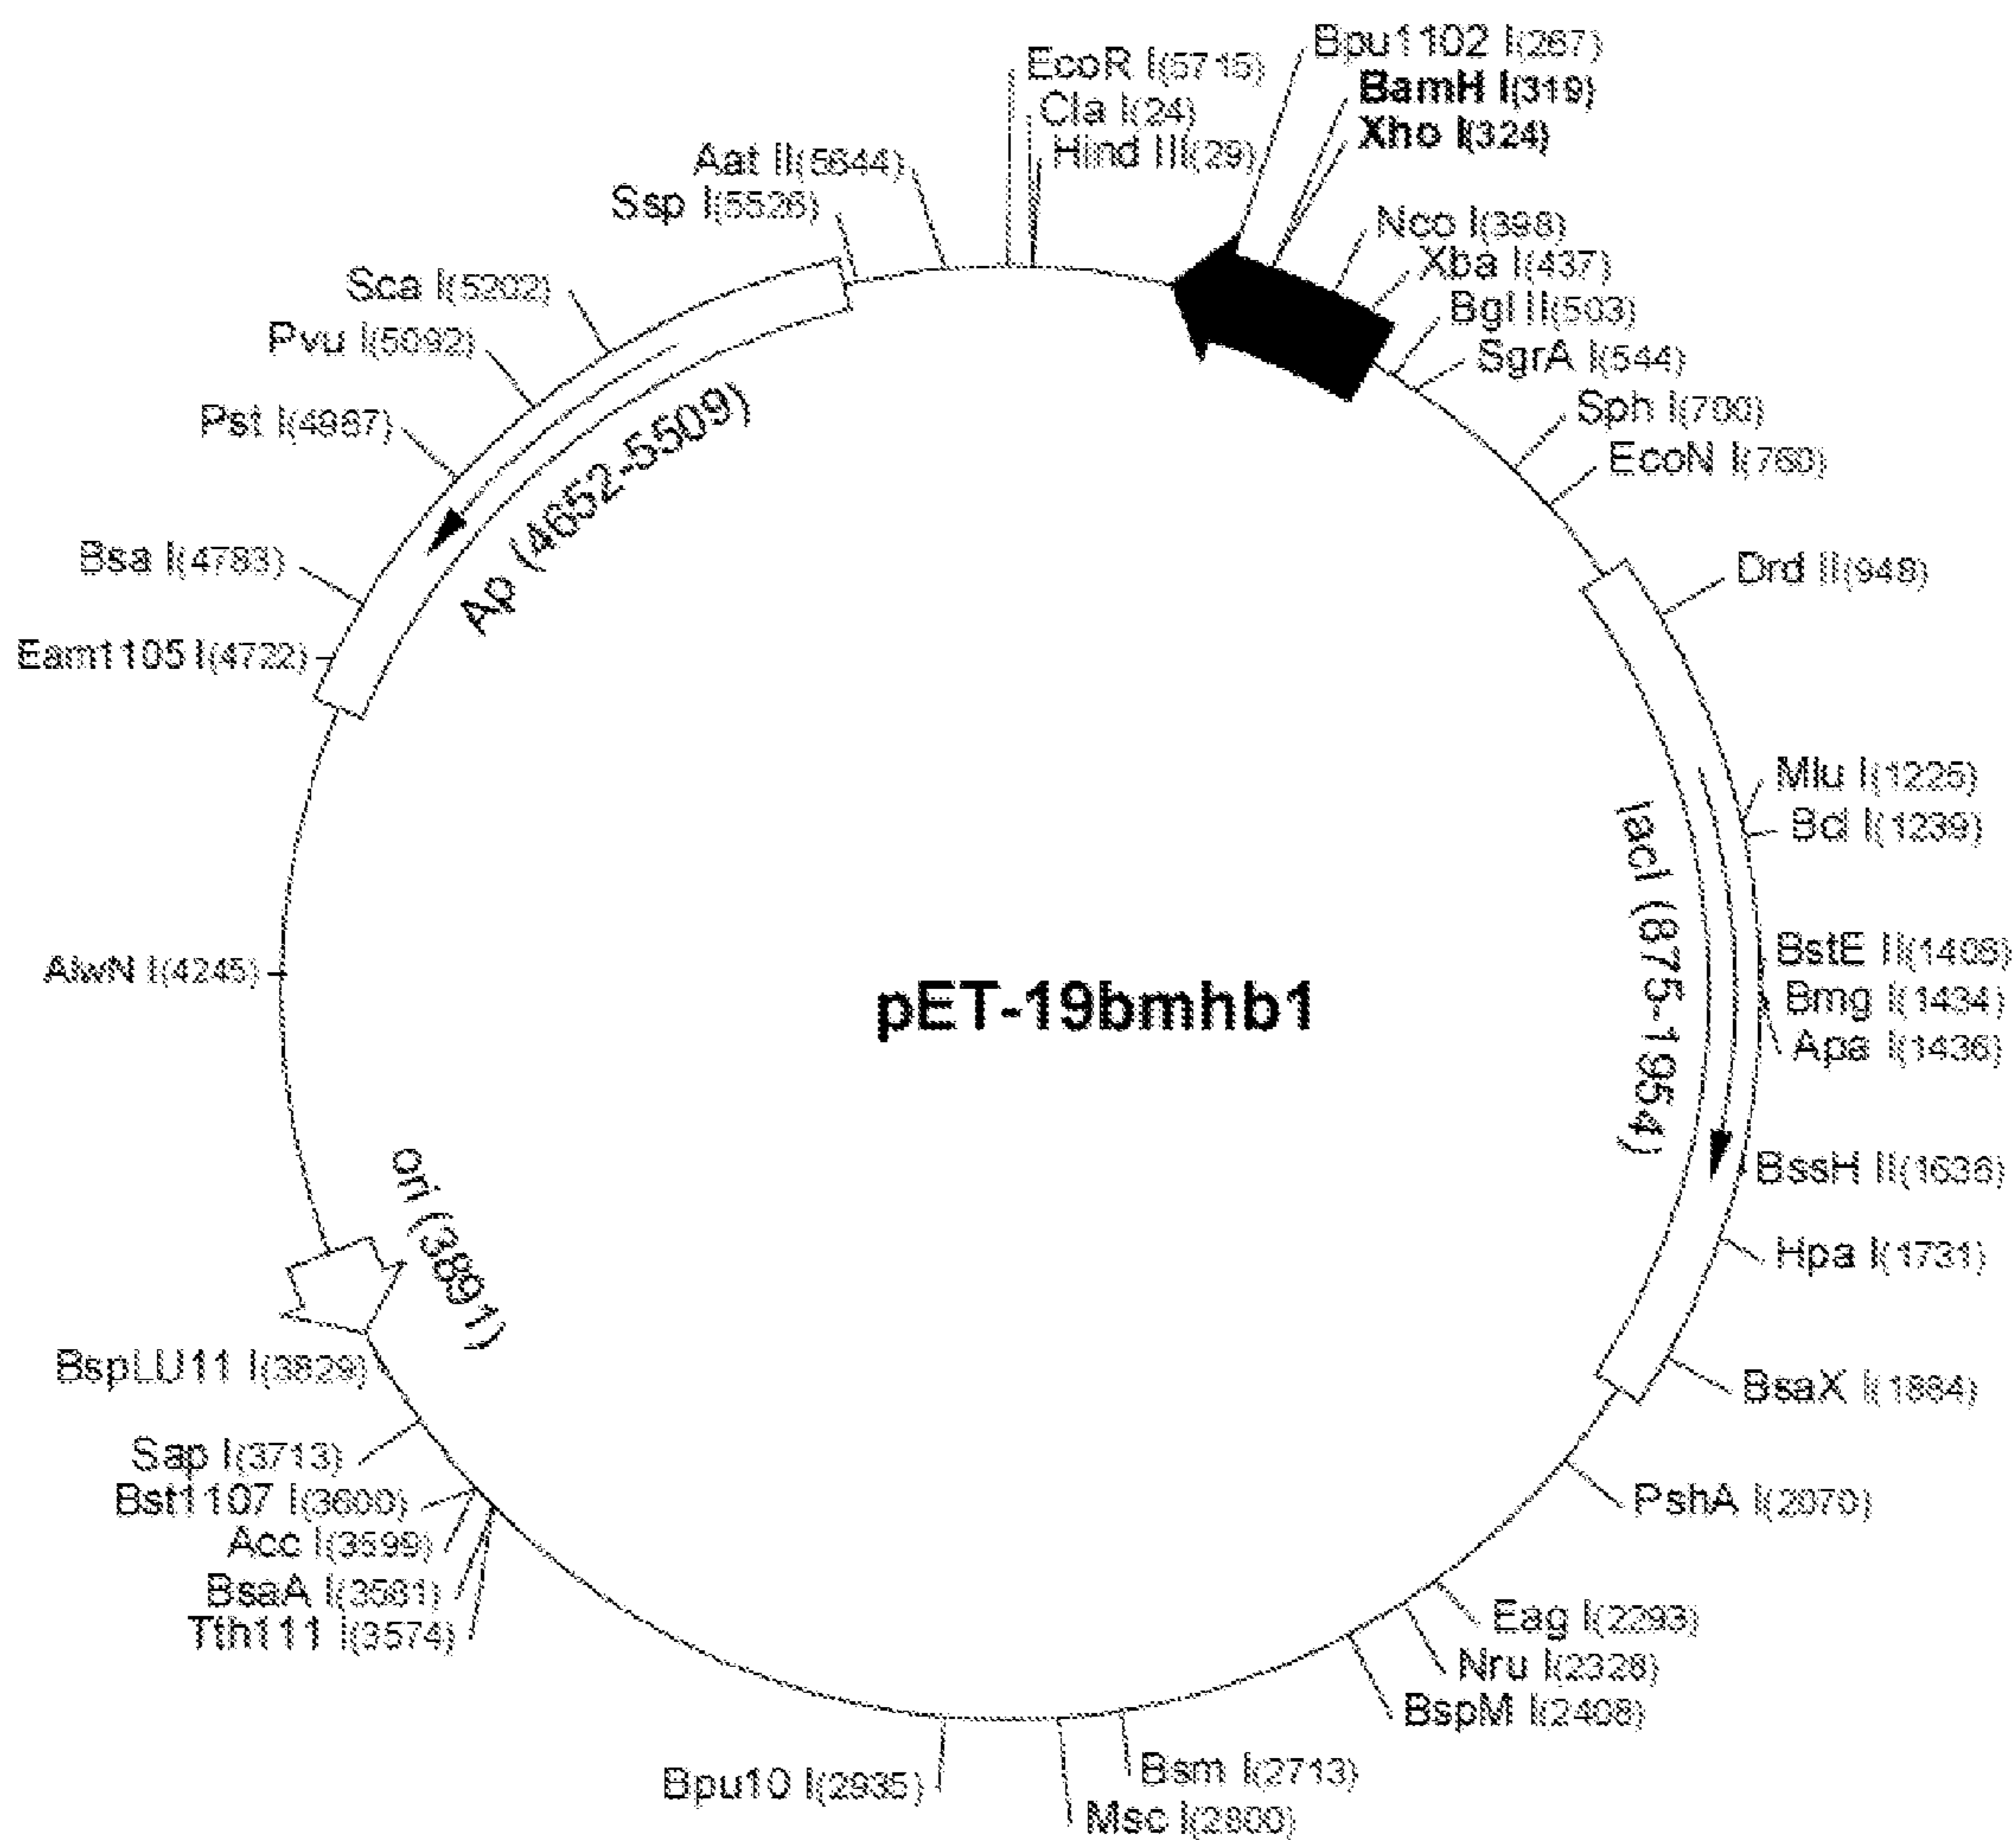 EcoR I(5715)
Cla I(24)
Hind III(29)
Bpu1102 I(267)
BamH I(319)
Xho I(324)
Nco I(398)
Xba I(437)
Bgl II(503)
SgrA I(544)
Sph I(700)
EcoN I(760)
Drd II(948)
Mlu I(1225)
Bcl I(1239)
BstE II(1406)
Bmg I(1434)
Apa I(1436)
BssH II(1636)
Hpa I(1731)
BsaX I(1884)
PshA I(2070)
Eag I(2293)
Nru I(2328)
BspM I(2408)
Bsm I(2713)
Msc I(2800)
Bpu10 I(2935)
Tth111 I(3574)
BsaA I(3581)
Acc I(3599)
Bst1107 I(3600)
Sap I(3713)
BspLU11 I(3829)
AlwN I(4245)
Eam1105 I(4722)
Bsa I(4783)
Pst I(4967)
Pvu I(5092)
Sca I(5202)
Ssp I(5526)
Aat II(5644)
Ap (4652-5509)
lacI (875-1954)
ori (3891)
pET-19bmhb1